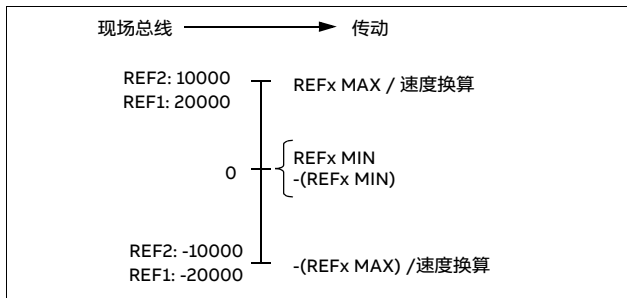 现场总线 传动
REF2: 10000
REF1: 20000
REFx MAX / 速度换算
0
REFx MIN
-(REFx MIN)
REF2: -10000
REF1: -20000
-(REFx MAX) /速度换算